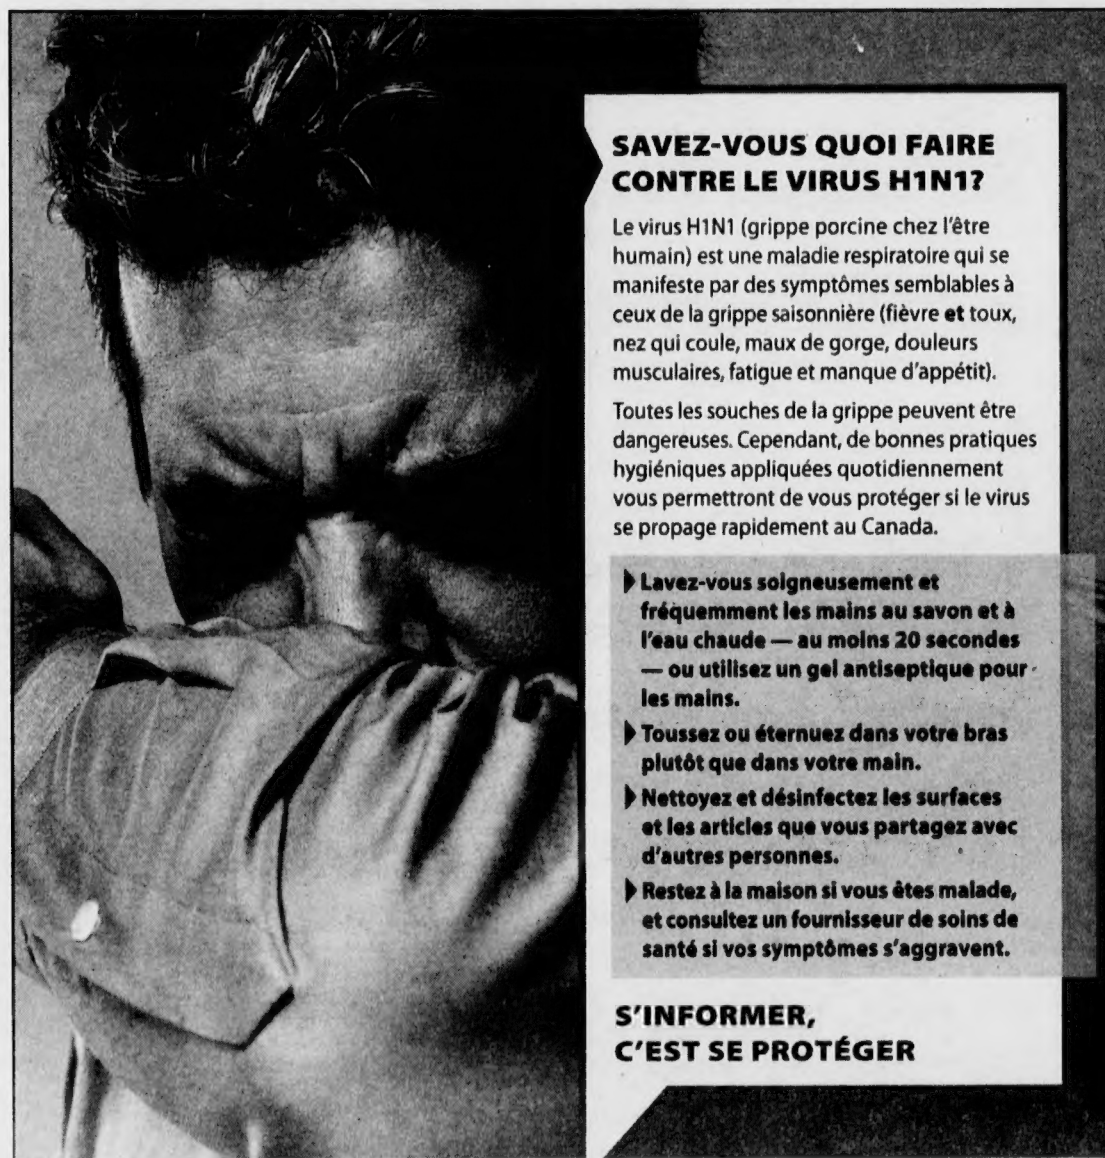 SAVEZ-VOUS QUOI FAIRE
CONTRE LE VIRUS H1N1?
Le virus H1N1 (grippe porcine chez l'être
humain) est une maladie respiratoire qui se
manifeste par des symptômes semblables à
ceux de la grippe saisonnière (fièvre et toux,
nez qui coule, maux de gorge, douleurs
musculaires, fatigue et manque d'appétit).
Toutes les souches de la grippe peuvent être
dangereuses. Cependant, de bonnes pratiques
hygiéniques appliquées quotidiennement
vous permettront de vous protéger si le virus
se propage rapidement au Canada.
Lavez-vous soigneusement et
fréquemment les mains au savon et à
l'eau chaude — au moins 20 secondes
— ou utilisez un gel antiseptique pour
les mains.
Toussez ou éternuez dans votre bras
plutôt que dans votre main.
Nettoyez et désinfectez les surfaces
et les articles que vous partagez avec
d'autres personnes.
Restez à la maison si vous êtes malade,
et consultez un fournisseur de soins de
santé si vos symptômes s'aggravent.
S'INFORMER,
C'EST SE PROTÉGER